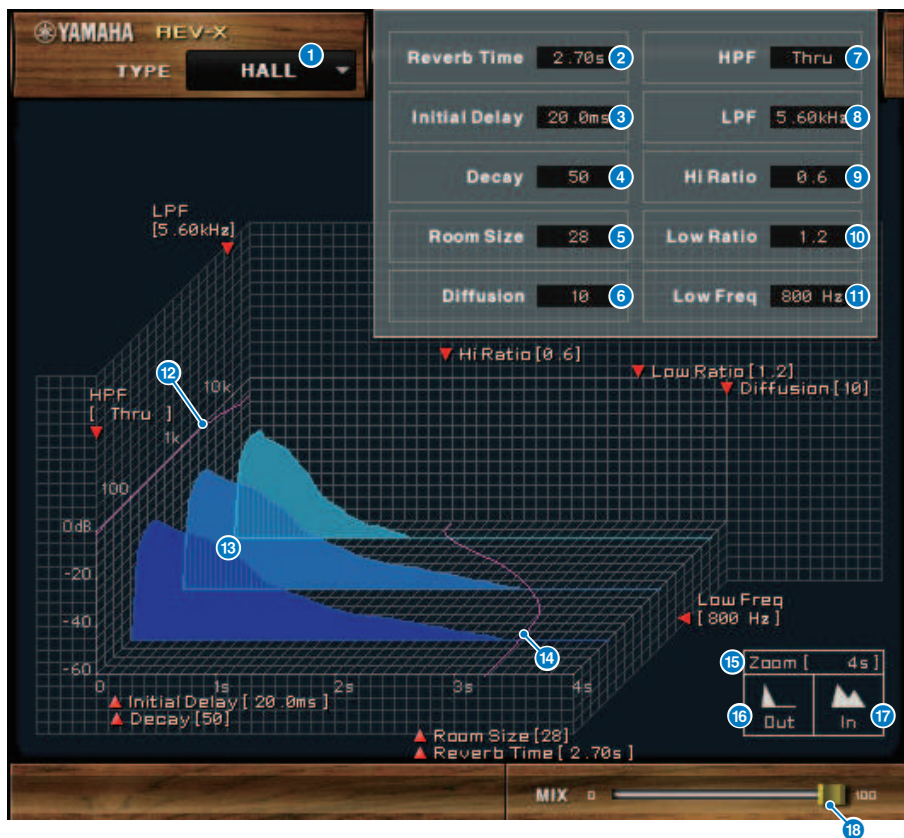 YAMAHA REV-X
TYPE HALL 1
Reverb Time 2.70s 2
HPF Thru 7
Initial Delay 20.0ms 3
LPF 5.60kHz 8
Decay 50 4
Hi Ratio 0.6 9
Room Size 28 5
Low Ratio 1.2 10
Diffusion 10 6
Low Freq 800 Hz 11
LPF
[5.60kHz]
Hi Ratio[0.6]
Low Ratio[1.2]
Diffusion[10]
12
HPF
[ Thru ]
10k
1k
100
0dB
-20
-40
-60
13
14
Low Freq
[800 Hz]
0 1s 2s 3s 4s
Initial Delay[20.0ms]
Decay[50]
Room Size[28]
Reverb Time[2.70s]
15 Zoom[ 4s]
16 Out In 17
MIX 0 100
18